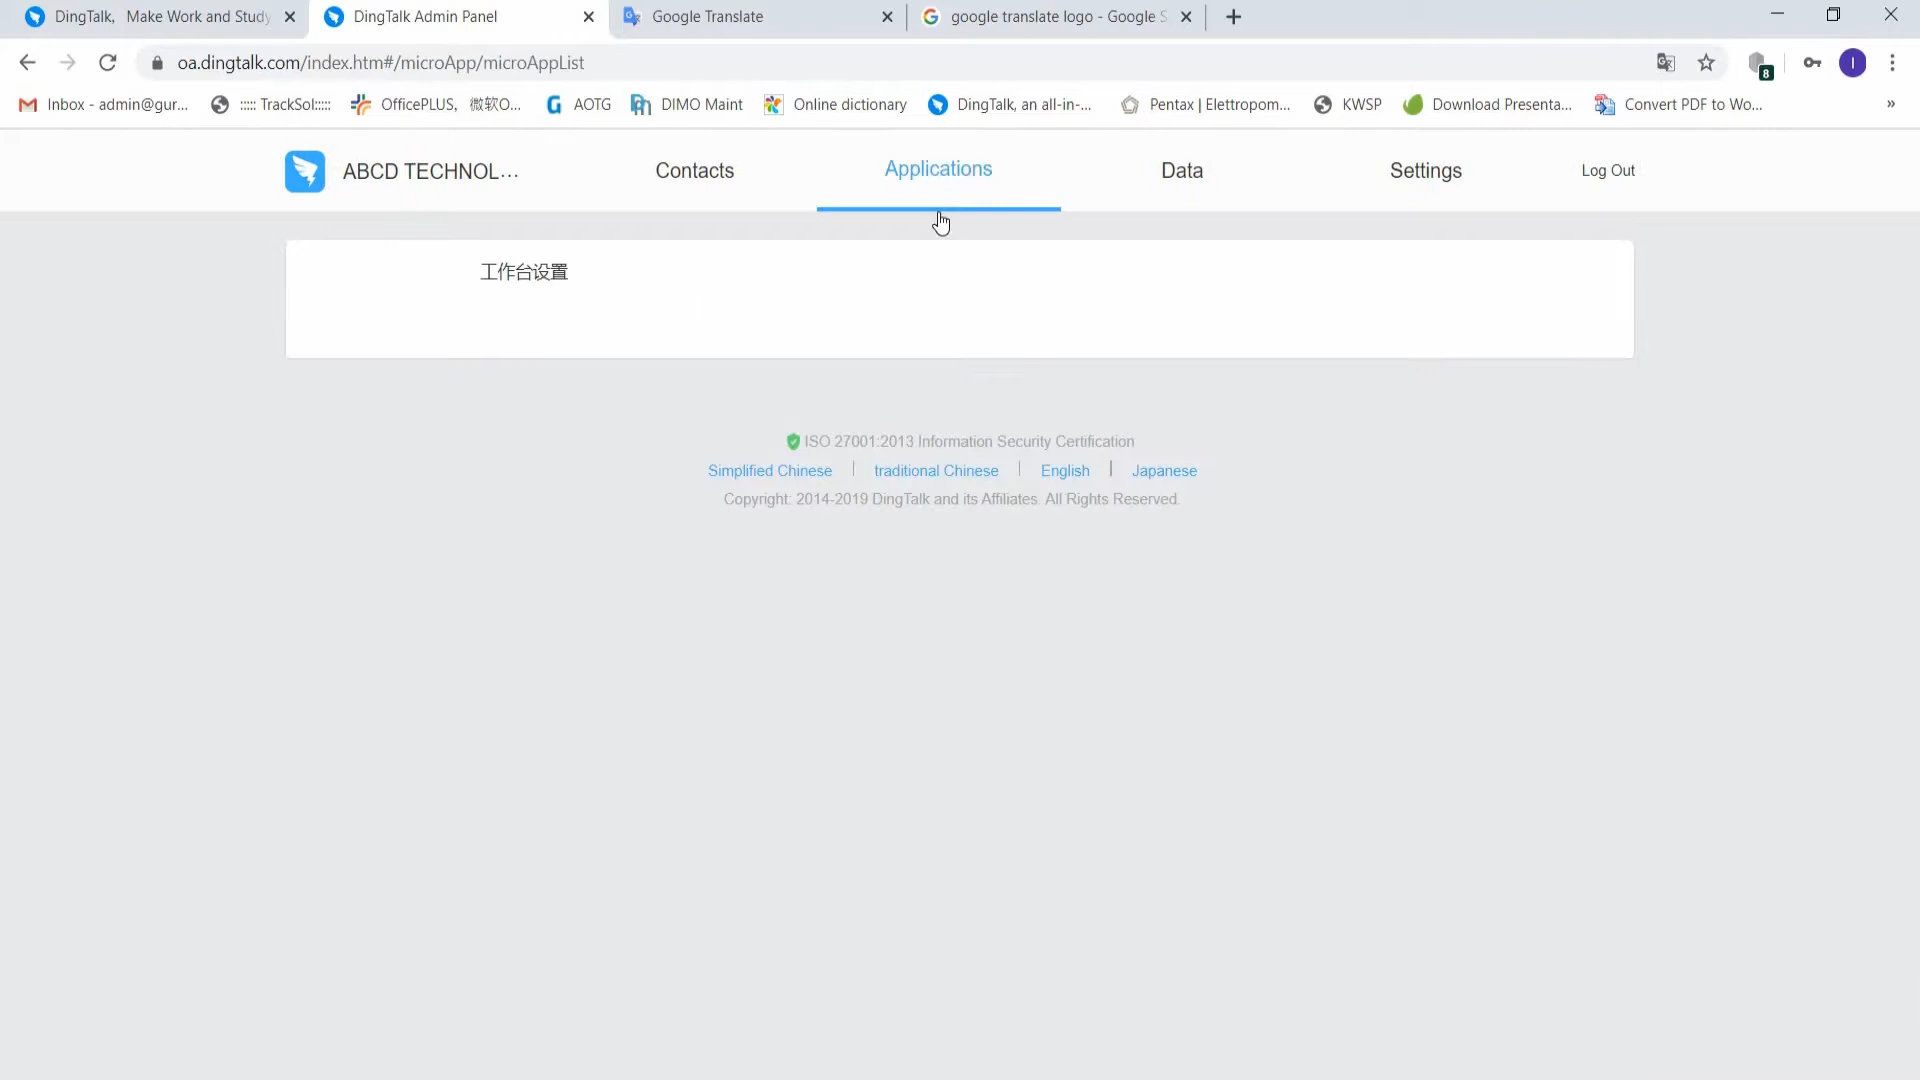 DingTalk, Make Work and Study
DingTalk Admin Panel
Google Translate
google translate logo - Google S
oa.dingtalk.com/index.htm#/microApp/microAppList
8
I
Inbox - admin@gur...
::::: TrackSol:::::
OfficePLUS, 微软O...
AOTG
DIMO Maint
Online dictionary
DingTalk, an all-in-...
Pentax | Elettropom...
KWSP
Download Presenta...
Convert PDF to Wo...
»
ABCD TECHNOL...
Contacts
Applications
Data
Settings
Log Out
工作台设置
ISO 27001:2013 Information Security Certification
Simplified Chinese | traditional Chinese | English | Japanese
Copyright: 2014-2019 DingTalk and its Affiliates. All Rights Reserved.